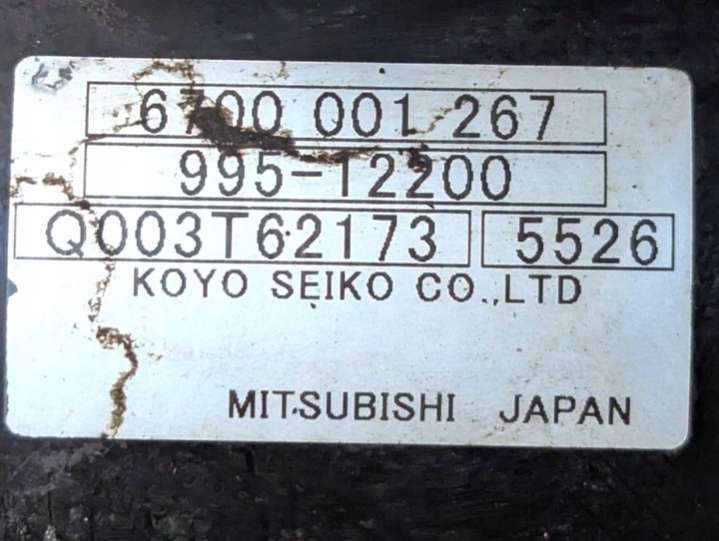 6700 001 267
995-12200
Q003T62173 5526
KOYO SEIKO CO.,LTD
MITSUBISHI JAPAN